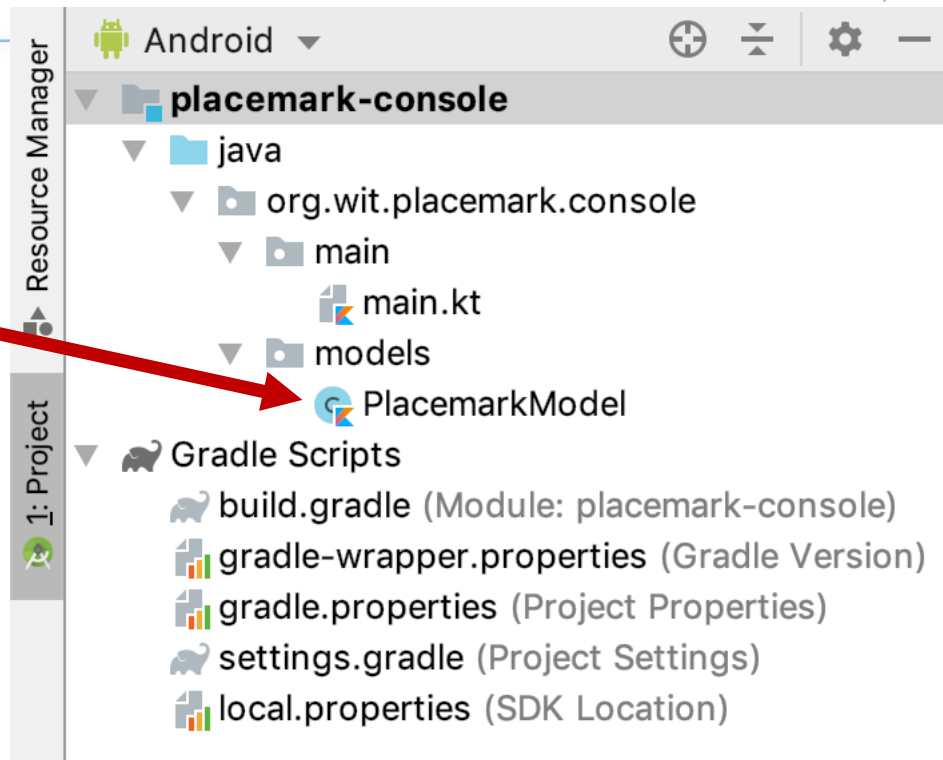 Android
placemark-console
java
org.wit.placemark.console
main
main.kt
models
PlacemarkModel
Gradle Scripts
build.gradle (Module: placemark-console)
gradle-wrapper.properties (Gradle Version)
gradle.properties (Project Properties)
settings.gradle (Project Settings)
local.properties (SDK Location)
Resource Manager
1: Project